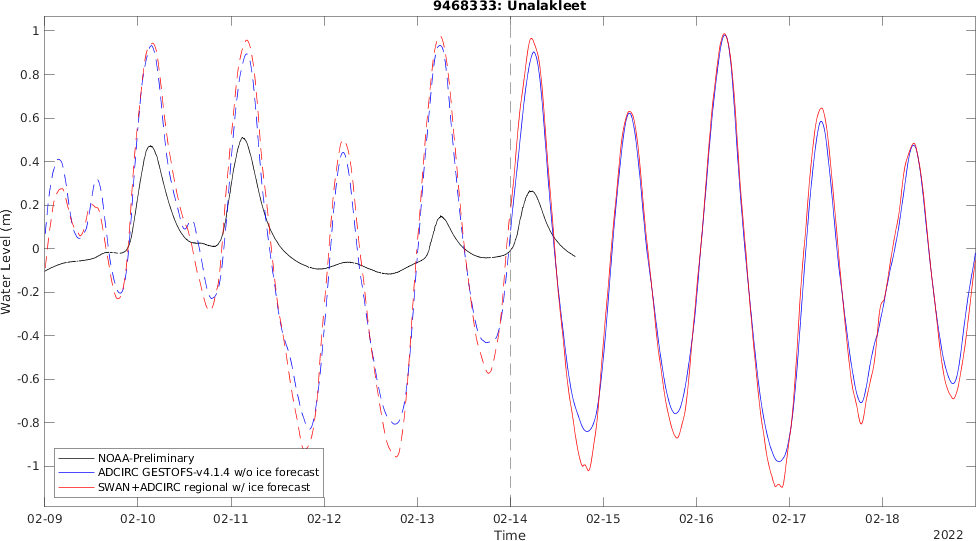 9468333: Unalakleet
1
0.8
0.6
0.4
0.2
0
-0.2
-0.4
-0.6
-0.8
-1
Water Level (m)
NOAA-Preliminary
ADCIRC GESTOFS-v4.1.4 w/o ice forecast
SWAN+ADCIRC regional w/ ice forecast
02-09 02-10 02-11 02-12 02-13 02-14 02-15 02-16 02-17 02-18
Time
2022